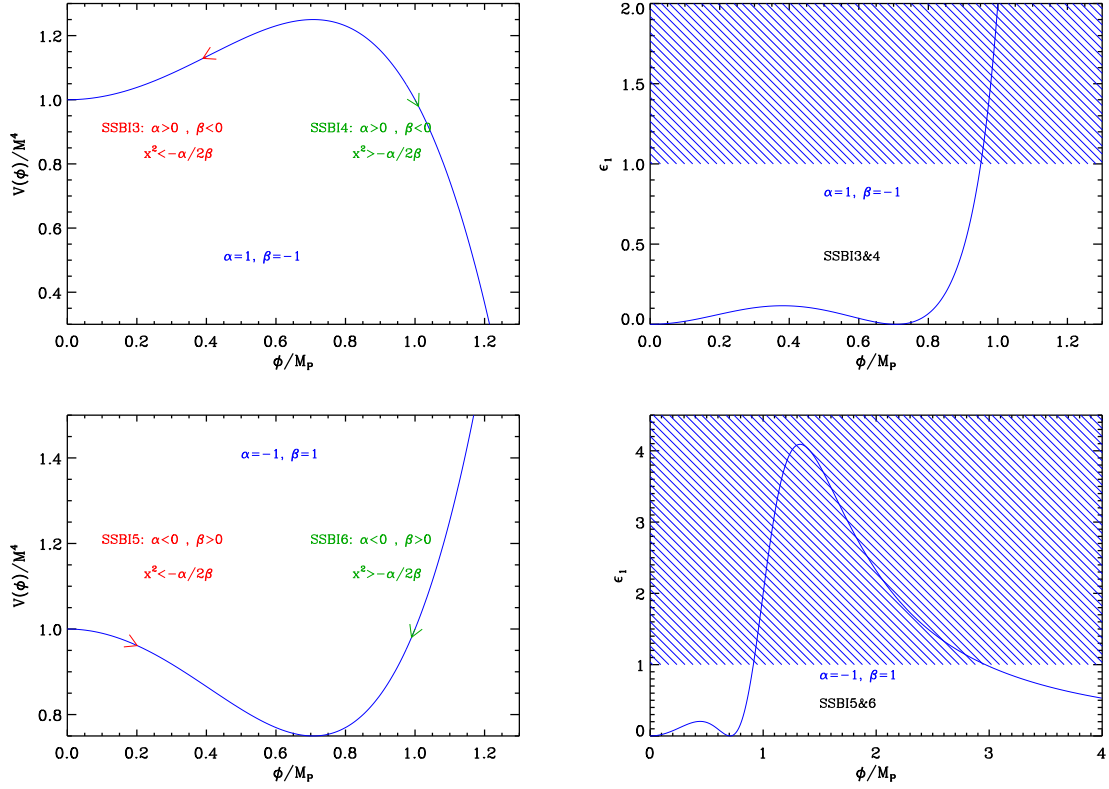 V(φ)/M⁴
1.2
1.0
0.8
0.6
0.4
SSBI3: α>0 , β<0
x²<−α/2β
SSBI4: α>0 , β<0
x²>−α/2β
α=1, β=−1
0.0 0.2 0.4 0.6 0.8 1.0 1.2
φ/M_P
ϵ₁
2.0
1.5
1.0
0.5
0.0
α=1, β=−1
SSBI3&4
0.0 0.2 0.4 0.6 0.8 1.0 1.2
φ/M_P
V(φ)/M⁴
1.4
1.2
1.0
0.8
α=−1, β=1
SSBI5: α<0 , β>0
x²<−α/2β
SSBI6: α<0 , β>0
x²>−α/2β
0.0 0.2 0.4 0.6 0.8 1.0 1.2
φ/M_P
ϵ₁
4
3
2
1
0
α=−1, β=1
SSBI5&6
0 1 2 3 4
φ/M_P